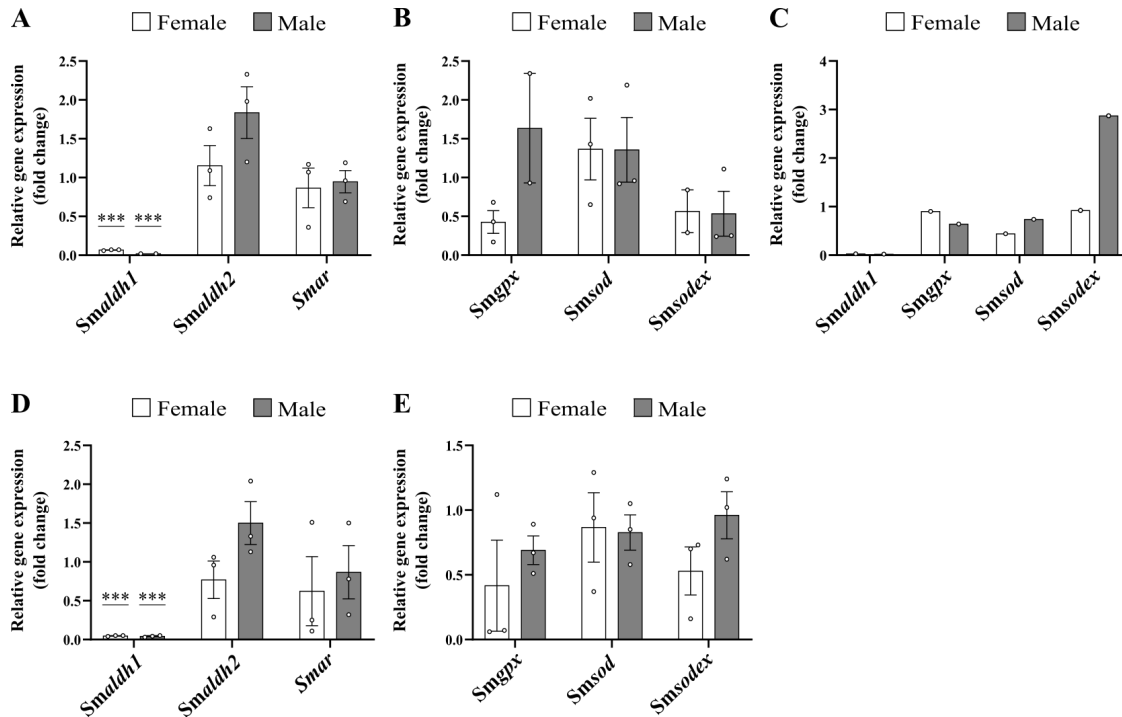 A
Female Male
Relative gene expression
(fold change)
2.5
2.0
1.5
1.0
0.5
0.0
*** ***
Smaldh1
Smaldh2
Smar
B
Female Male
Relative gene expression
(fold change)
2.5
2.0
1.5
1.0
0.5
0.0
Smgpx
Smsod
Smsodex
C
Female Male
Relative gene expression
(fold change)
4
3
2
1
0
Smaldh1
Smgpx
Smsod
Smsodex
D
Female Male
Relative gene expression
(fold change)
2.5
2.0
1.5
1.0
0.5
0.0
*** ***
Smaldh1
Smaldh2
Smar
E
Female Male
Relative gene expression
(fold change)
1.5
1.0
0.5
0.0
Smgpx
Smsod
Smsodex